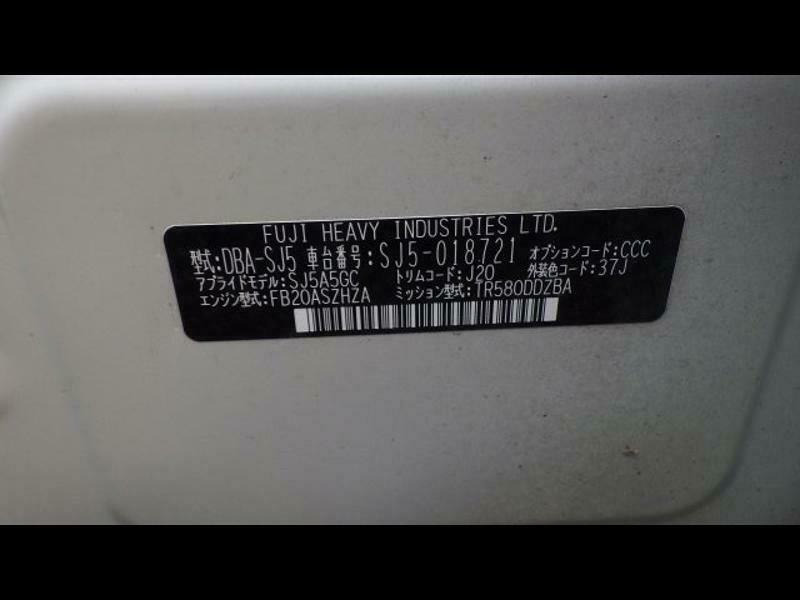 FUJI HEAVY INDUSTRIES LTD.
型式:DBA-SJ5 車台番号:SJ5-018721 オプションコード:CCC
アプライドモデル:SJ5A5GC トリムコード:J20 外装色コード:37J
エンジン型式:FB20ASZHZA ミッション型式:TR580DDZBA